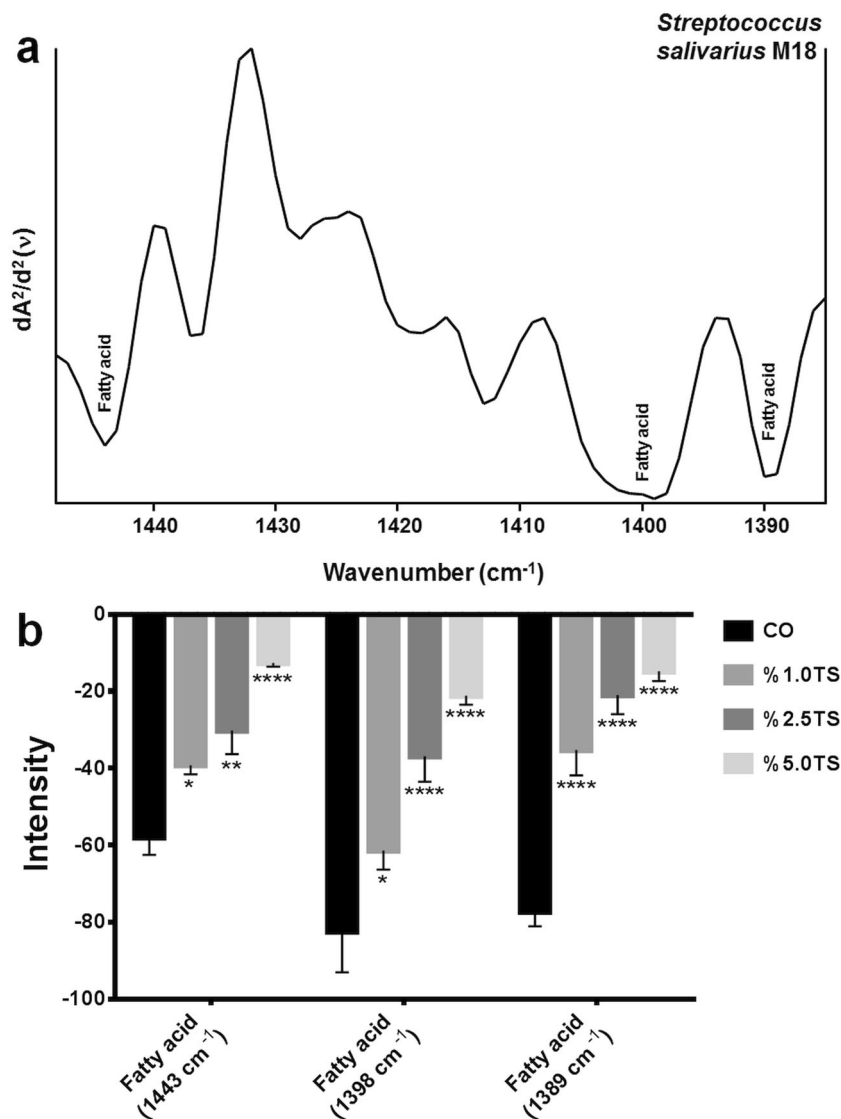 a
Streptococcus
salivarius M18
dA²/d² (ν)
Fatty acid
Fatty acid
Fatty acid
1440
1430
1420
1410
1400
1390
Wavenumber (cm⁻¹)
b
Intensity
0
-20
-40
-60
-80
-100
*
**
****
*
****
****
****
****
****
CO
%1.0TS
%2.5TS
%5.0TS
Fatty acid
(1443 cm⁻¹)
Fatty acid
(1398 cm⁻¹)
Fatty acid
(1389 cm⁻¹)